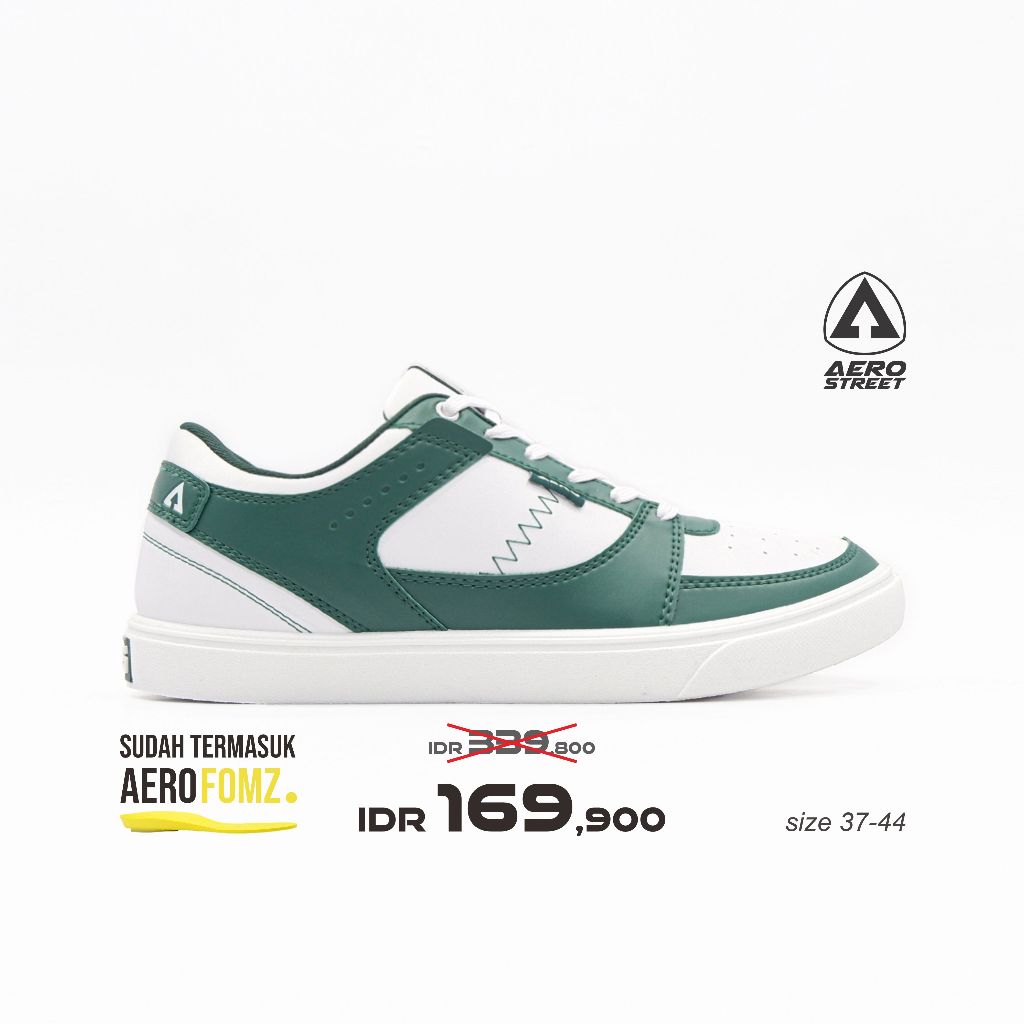 AERO
STREET
SUDAH TERMASUK
AEROFOMZ.
IDR 339,800
IDR 169,900
size 37-44